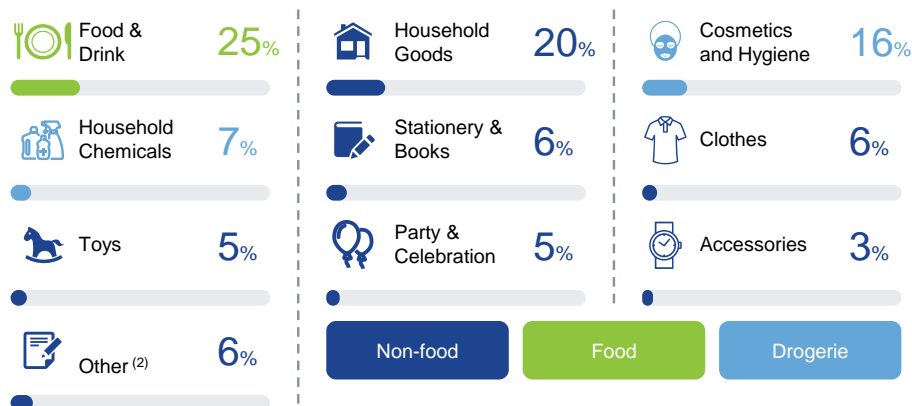 Food &
Drink
25%
Household
Goods
20%
Cosmetics
and Hygiene
16%
Household
Chemicals
7%
Stationery &
Books
6%
Clothes
6%
Toys
5%
Party &
Celebration
5%
Accessories
3%
Other (2)
6%
Non-food
Food
Drogerie